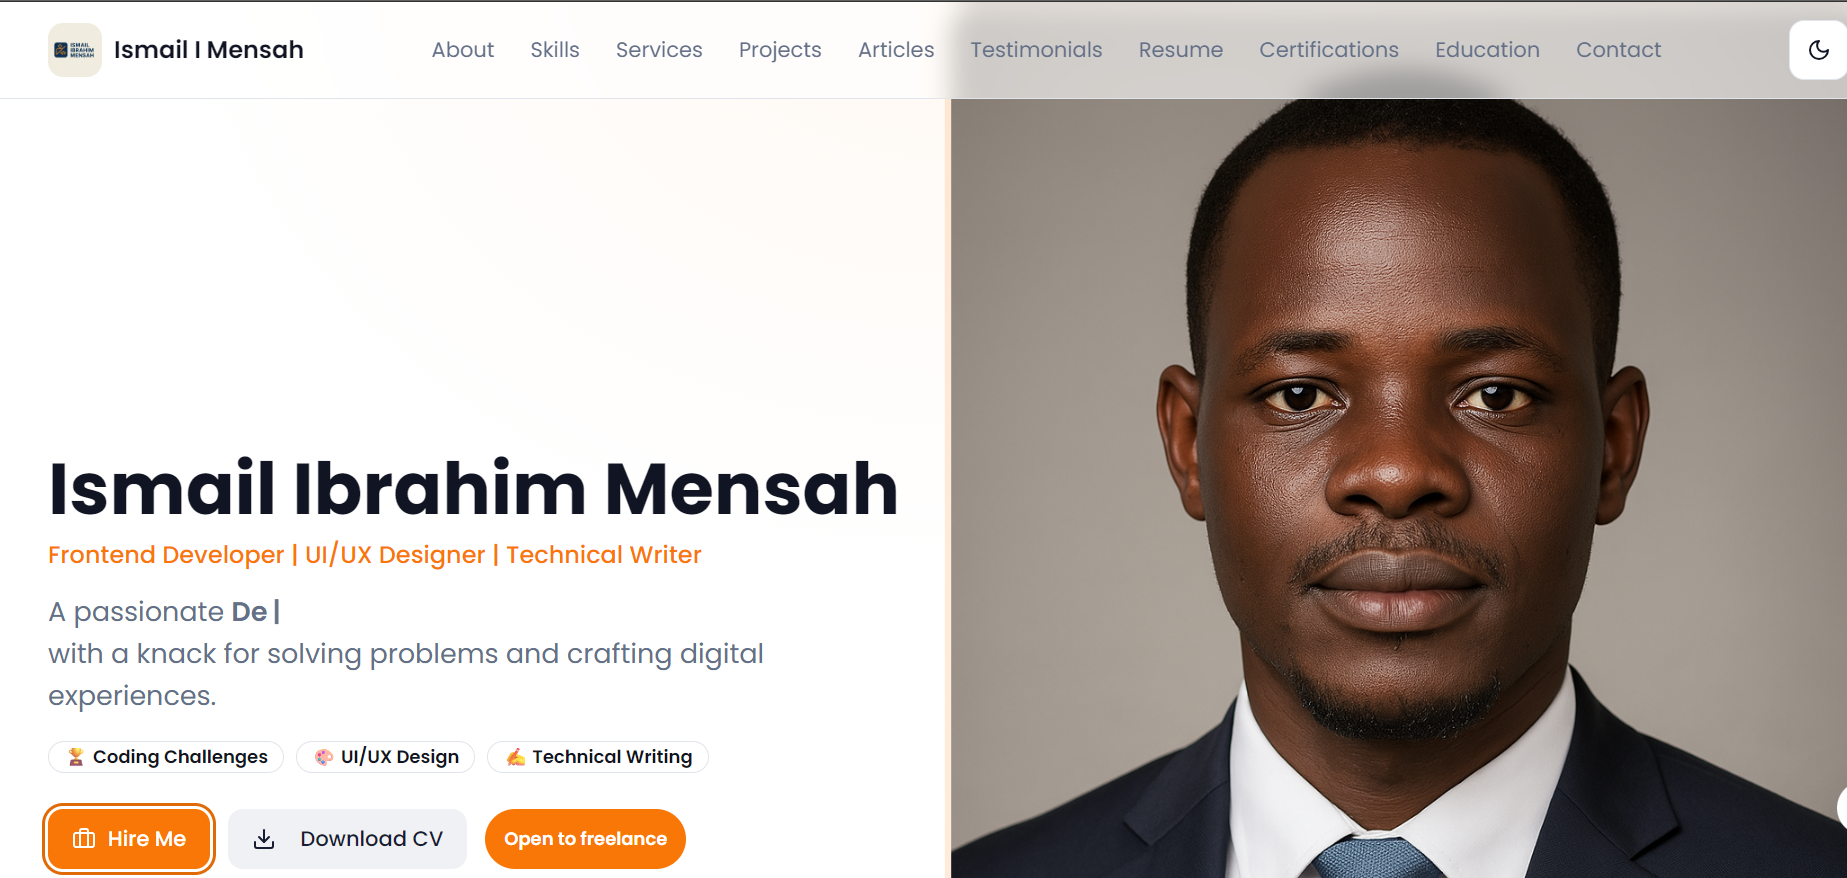 ISMAIL
IBRAHIM
MENSAH
Ismail I Mensah
About
Skills
Services
Projects
Articles
Testimonials
Resume
Certifications
Education
Contact
Ismail Ibrahim Mensah
Frontend Developer | UI/UX Designer | Technical Writer
A passionate De |
with a knack for solving problems and crafting digital
experiences.
🏆 Coding Challenges
🎨 UI/UX Design
✍️ Technical Writing
Hire Me
Download CV
Open to freelance